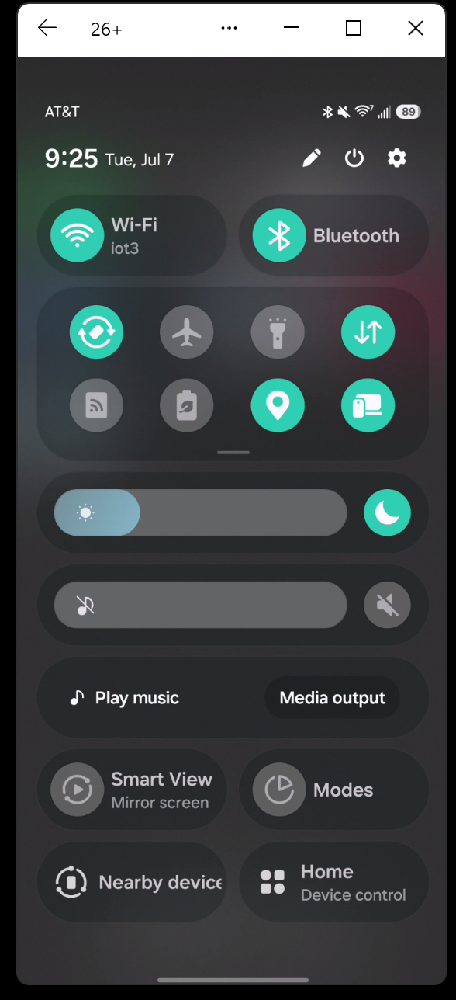 26+
AT&T
7
89
9:25 Tue, Jul 7
Wi-Fi
iot3
Bluetooth
Play music
Media output
Smart View
Mirror screen
Modes
Nearby device
Home
Device control